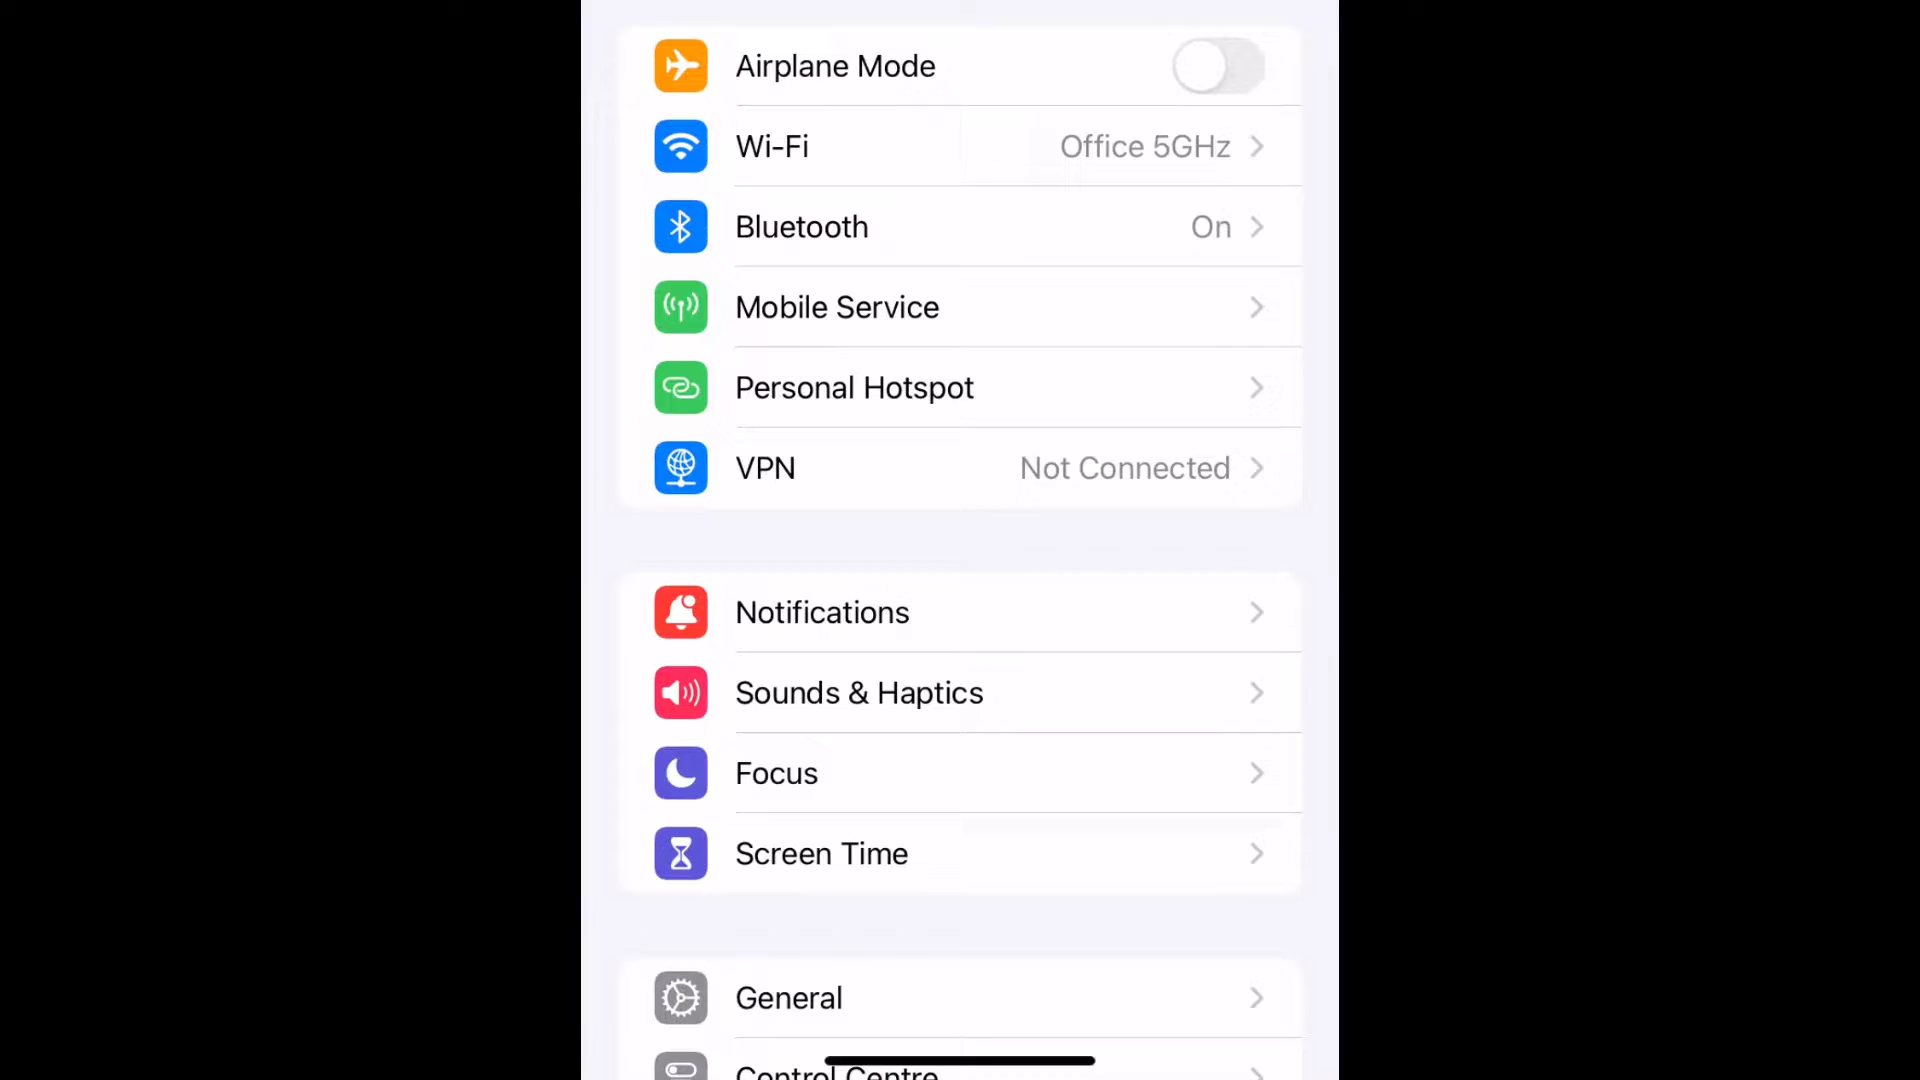 Airplane Mode
Wi-Fi Office 5GHz
Bluetooth On
Mobile Service
Personal Hotspot
VPN Not Connected
Notifications
Sounds & Haptics
Focus
Screen Time
General
Control Centre